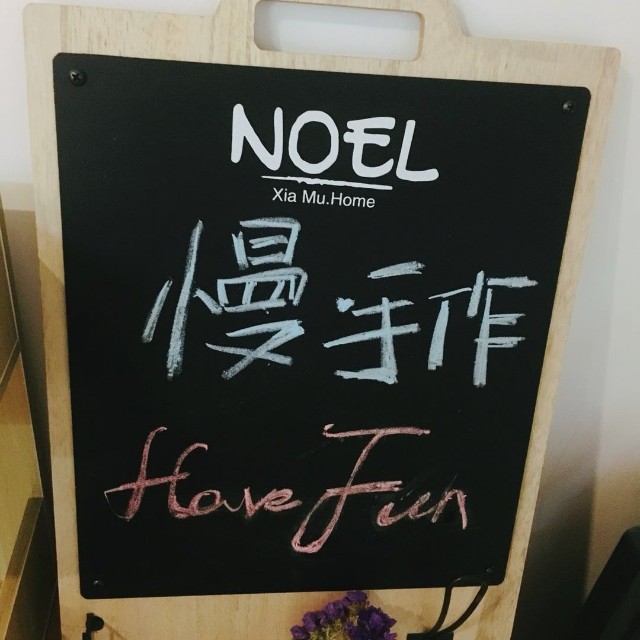 NOEL
Xia Mu.Home
慢手作
Have Fun